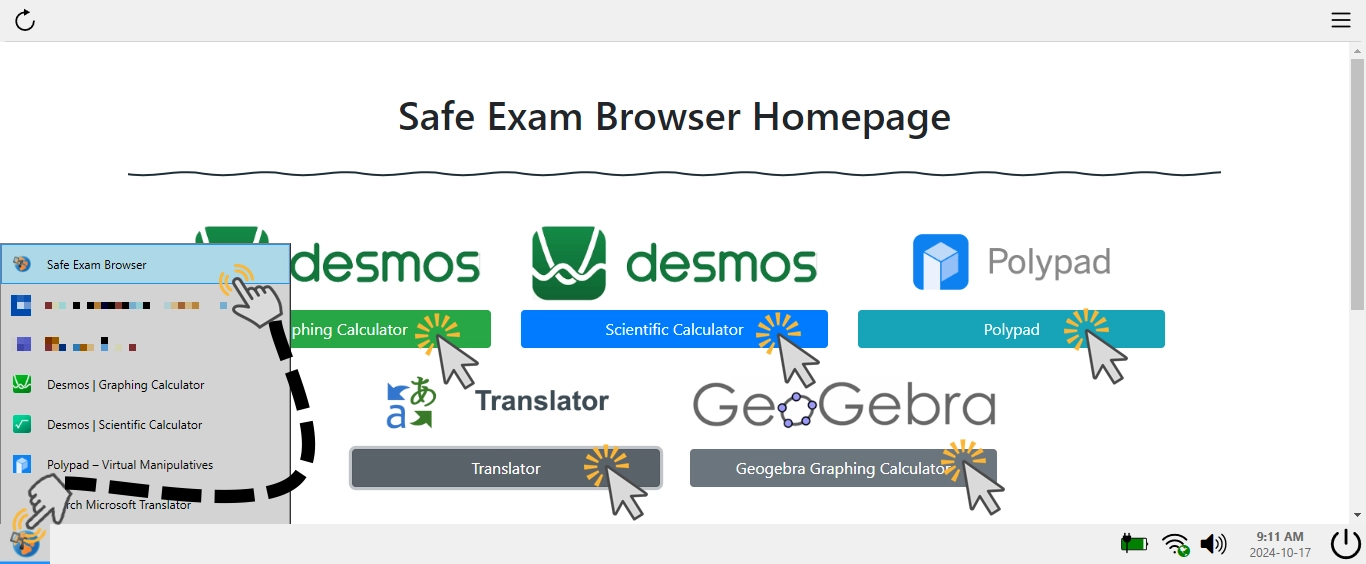 Safe Exam Browser Homepage
desmos
desmos
Polypad
phing Calculator
Scientific Calculator
Polypad
aあ
Translator
GeoGebra
Translator
Geogebra Graphing Calculator
Safe Exam Browser
Desmos | Graphing Calculator
Desmos | Scientific Calculator
Polypad – Virtual Manipulatives
rch Microsoft Translator
9:11 AM
2024-10-17